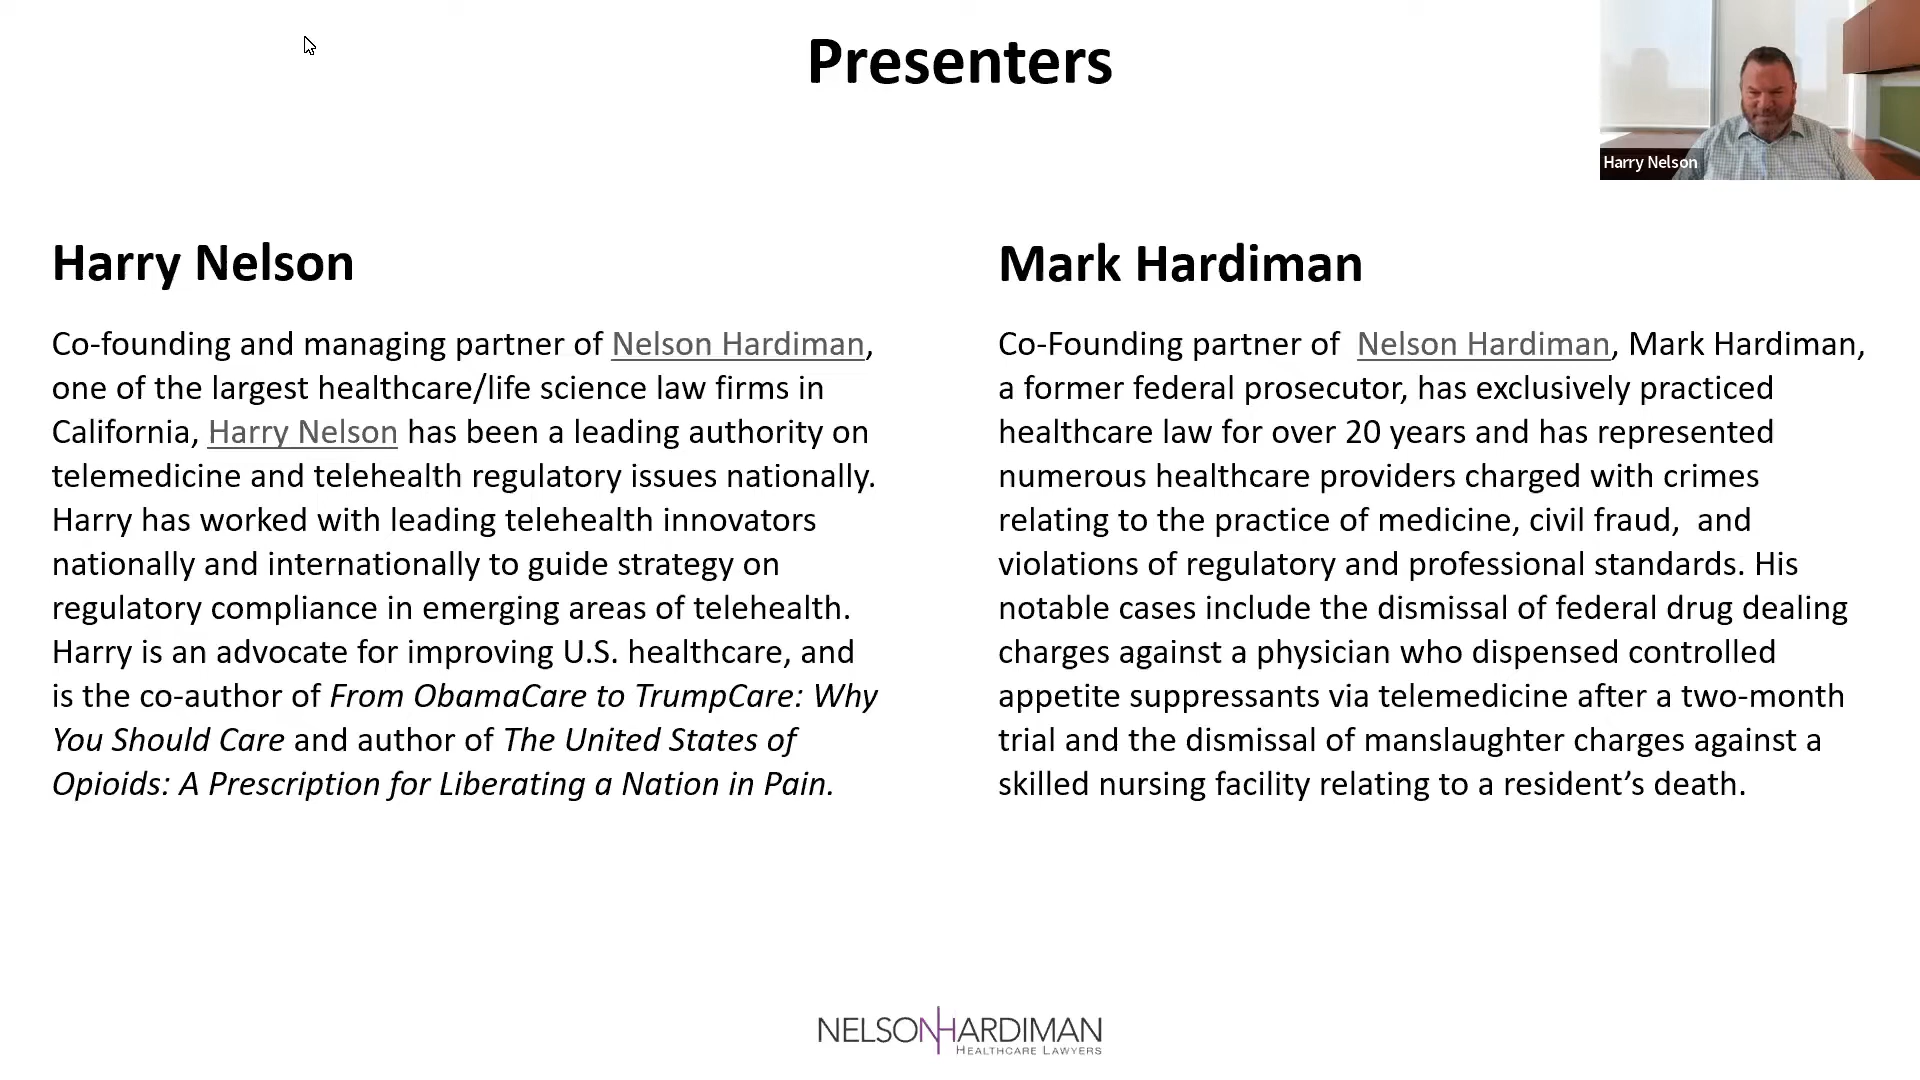 Presenters
Harry Nelson
Harry Nelson
Co-founding and managing partner of Nelson Hardiman,
one of the largest healthcare/life science law firms in
California, Harry Nelson has been a leading authority on
telemedicine and telehealth regulatory issues nationally.
Harry has worked with leading telehealth innovators
nationally and internationally to guide strategy on
regulatory compliance in emerging areas of telehealth.
Harry is an advocate for improving U.S. healthcare, and
is the co-author of From ObamaCare to TrumpCare: Why
You Should Care and author of The United States of
Opioids: A Prescription for Liberating a Nation in Pain.
Mark Hardiman
Co-Founding partner of  Nelson Hardiman, Mark Hardiman,
a former federal prosecutor, has exclusively practiced
healthcare law for over 20 years and has represented
numerous healthcare providers charged with crimes
relating to the practice of medicine, civil fraud,  and
violations of regulatory and professional standards. His
notable cases include the dismissal of federal drug dealing
charges against a physician who dispensed controlled
appetite suppressants via telemedicine after a two-month
trial and the dismissal of manslaughter charges against a
skilled nursing facility relating to a resident’s death.
NELSONHARDIMAN
HEALTHCARE LAWYERS